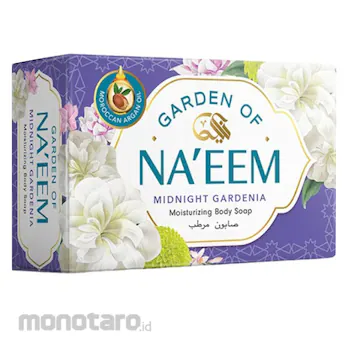 MOROCCAN ARGAN OIL
GARDEN OF
NA'EEM
MIDNIGHT GARDENIA
Moisturizing Body Soap
صابون مرطب
GARDEN OF
NA'EEM
MIDNIGHT GARDENIA
Moisturizing Body Soap
monotaro.id